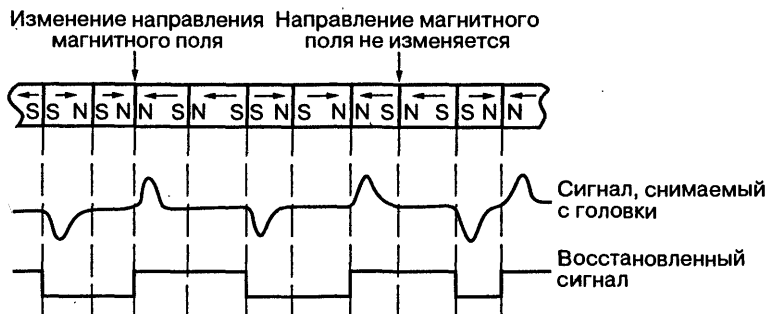 Изменение направления
магнитного поля
Направление магнитного
поля не изменяется
S S N S N N S N S S N S N N S N S S N N
Сигнал, снимаемый
с головки
Восстановленный
сигнал